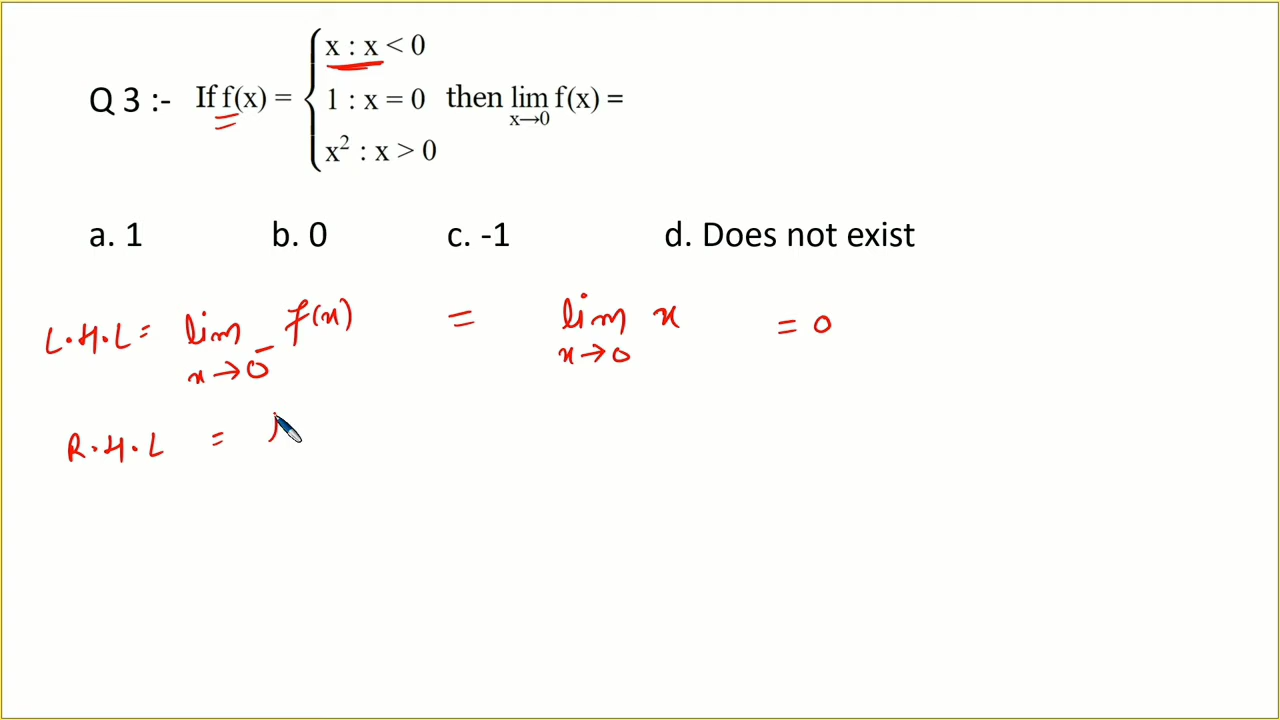 Q 3 :- If f(x) = { x : x < 0
1 : x = 0 then lim x→0 f(x) =
x² : x > 0
a. 1 b. 0 c. -1 d. Does not exist
L.H.L = lim x→0⁻ f(x) = lim x→0 x = 0
R.H.L =